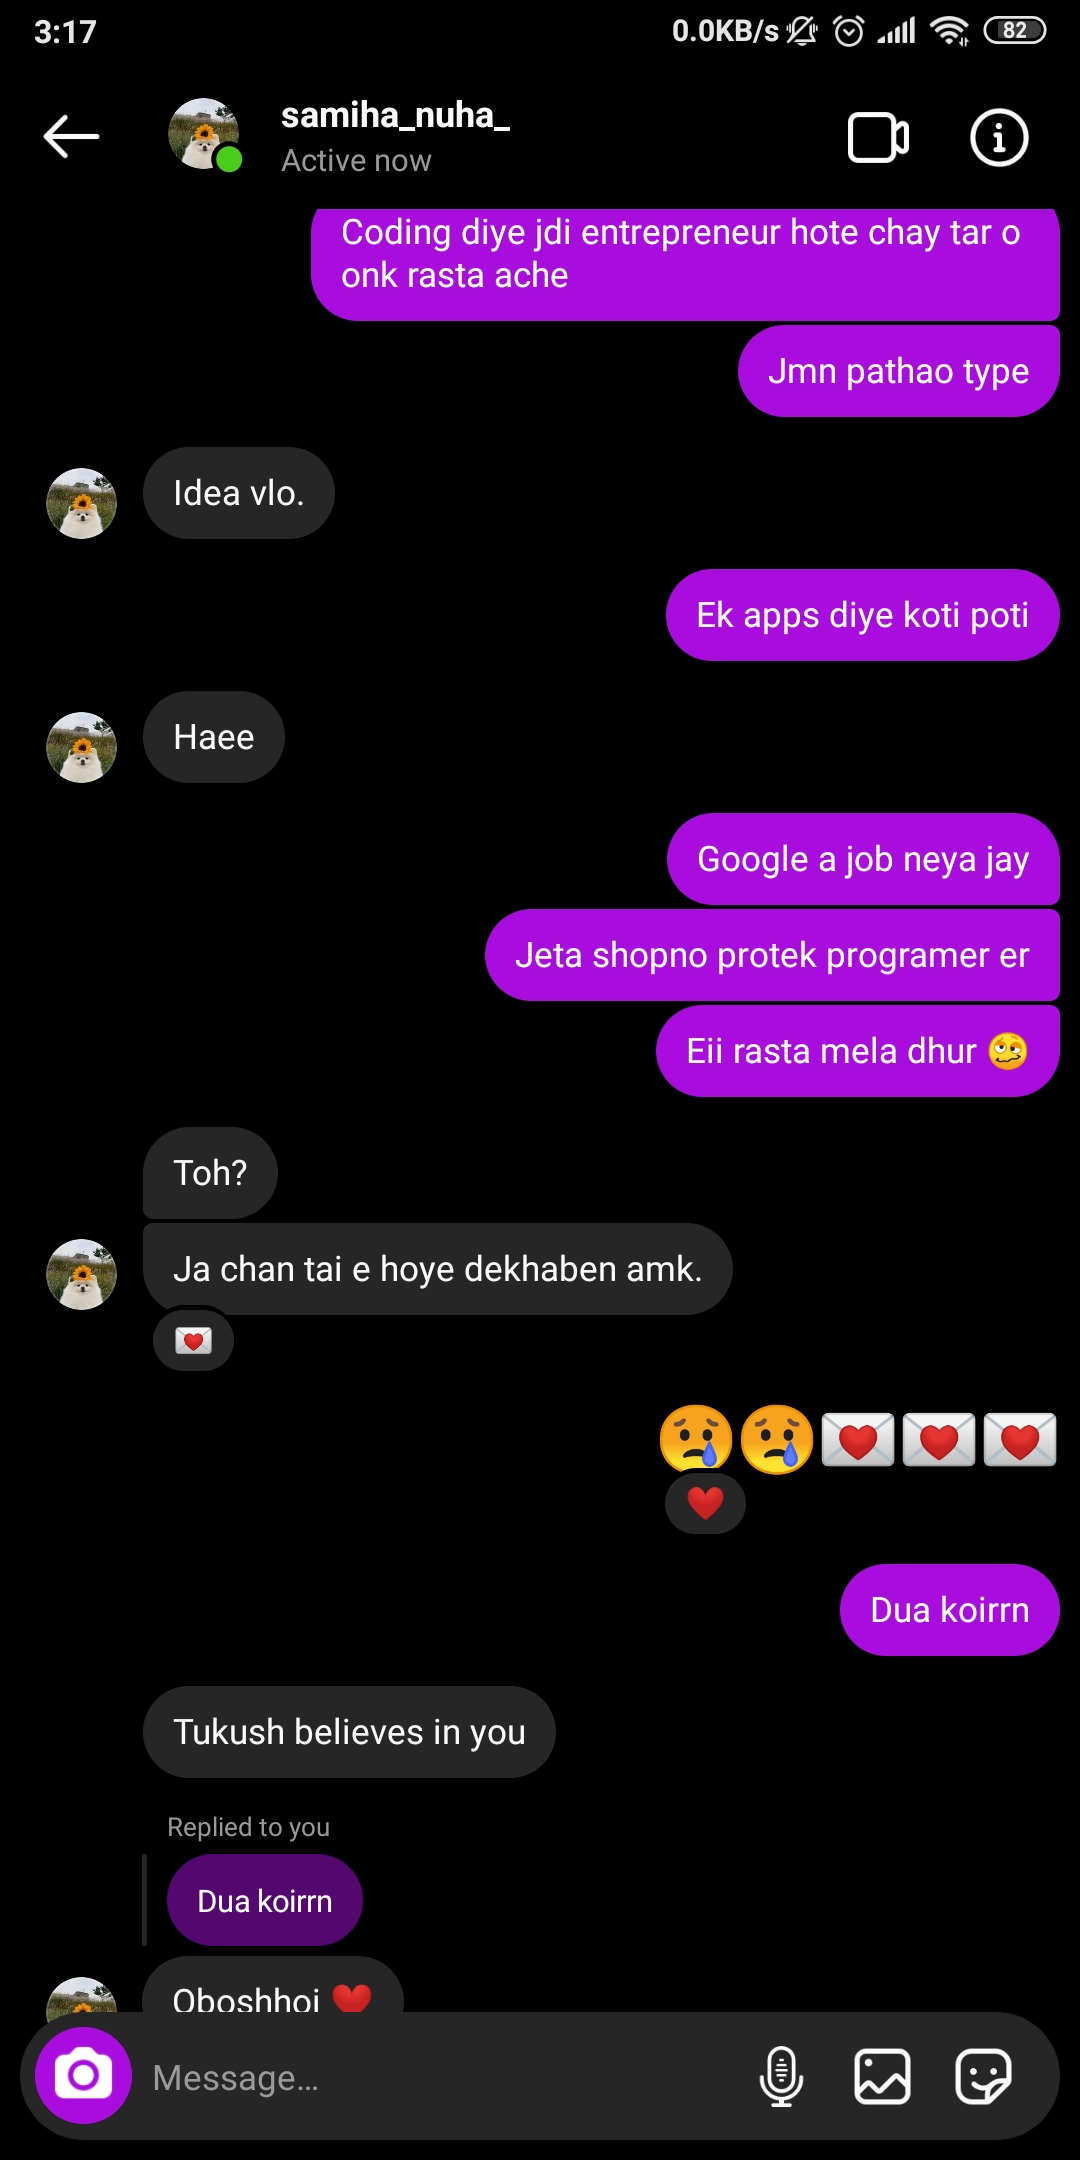 3:17
0.0KB/s
82
samiha_nuha_
Active now
Coding diye jdi entrepreneur hote chay tar o
onk rasta ache
Jmn pathao type
Idea vlo.
Ek apps diye koti poti
Haee
Google a job neya jay
Jeta shopno protek programer er
Eii rasta mela dhur 🥴
Toh?
Ja chan tai e hoye dekhaben amk.
💌
😢😢💌💌💌
❤️
Dua koirrn
Tukush believes in you
Replied to you
Dua koirrn
Oboshhoi ❤️
Message...